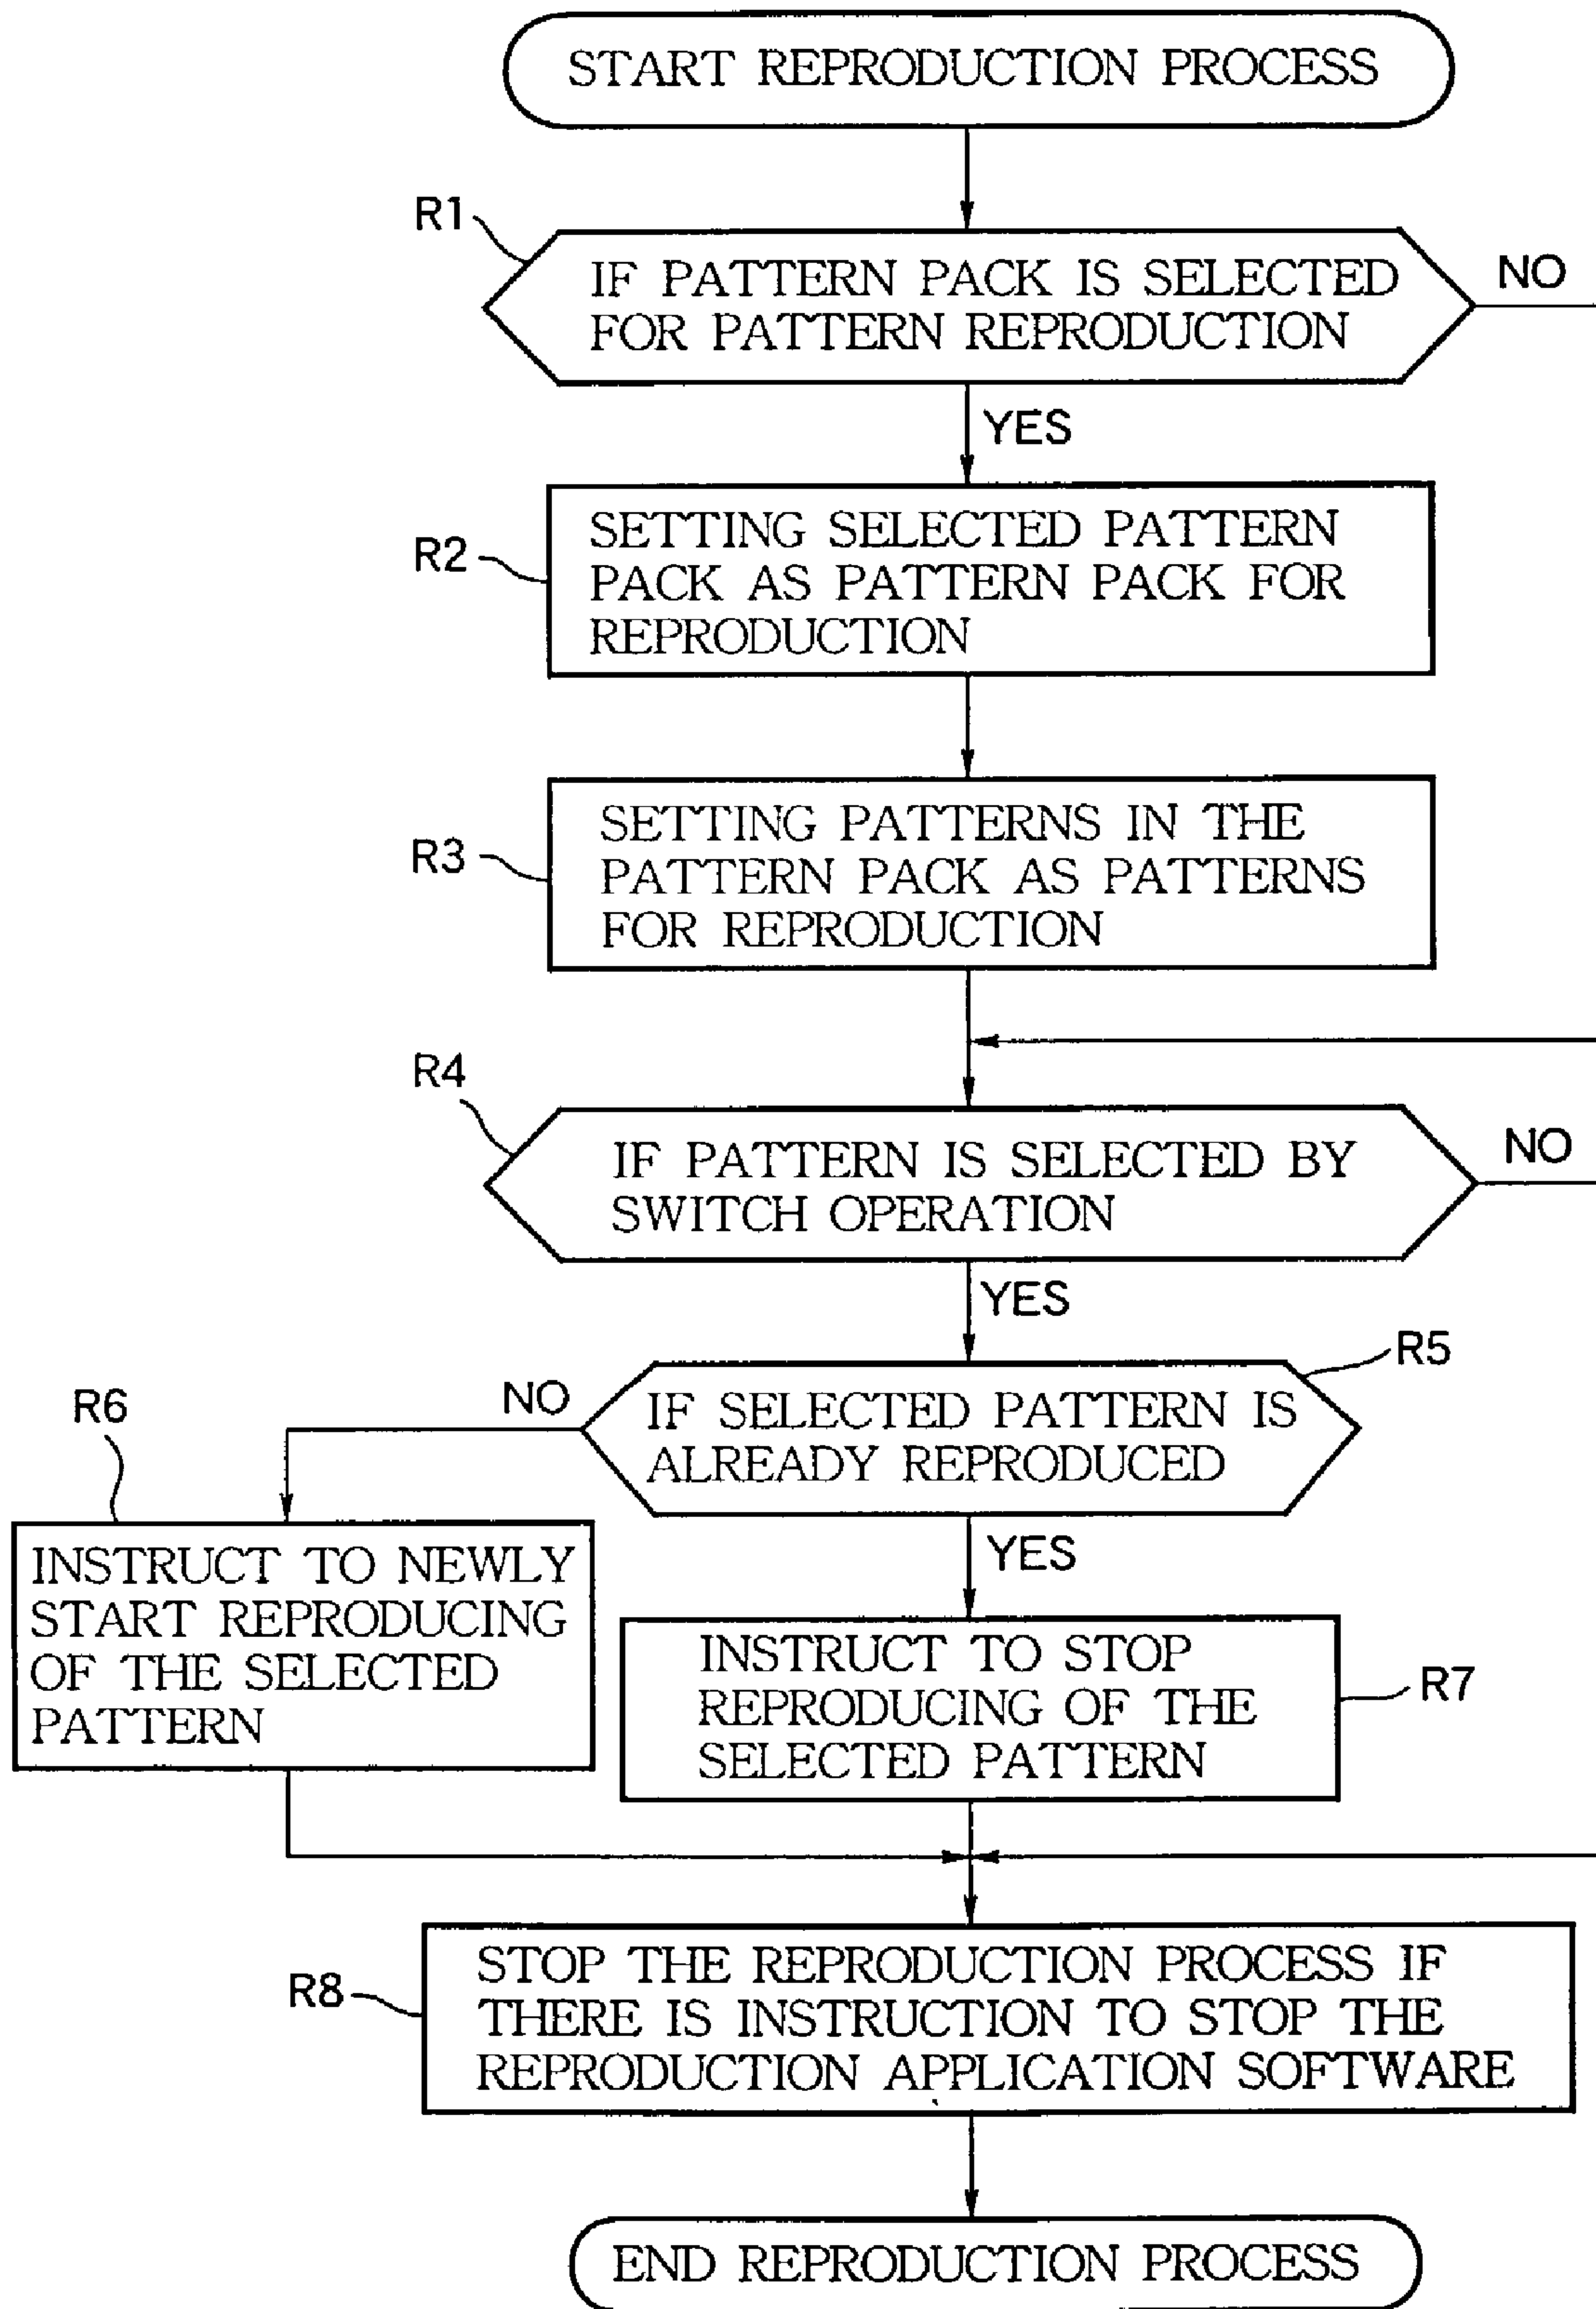 START REPRODUCTION PROCESS
R1
IF PATTERN PACK IS SELECTED
FOR PATTERN REPRODUCTION
NO
YES
R2
SETTING SELECTED PATTERN
PACK AS PATTERN PACK FOR
REPRODUCTION
R3
SETTING PATTERNS IN THE
PATTERN PACK AS PATTERNS
FOR REPRODUCTION
R4
IF PATTERN IS SELECTED BY
SWITCH OPERATION
NO
YES
R5
IF SELECTED PATTERN IS
ALREADY REPRODUCED
NO
R6
YES
INSTRUCT TO NEWLY
START REPRODUCING
OF THE SELECTED
PATTERN
INSTRUCT TO STOP
REPRODUCING OF THE
SELECTED PATTERN
R7
R8
STOP THE REPRODUCTION PROCESS IF
THERE IS INSTRUCTION TO STOP THE
REPRODUCTION APPLICATION SOFTWARE
END REPRODUCTION PROCESS